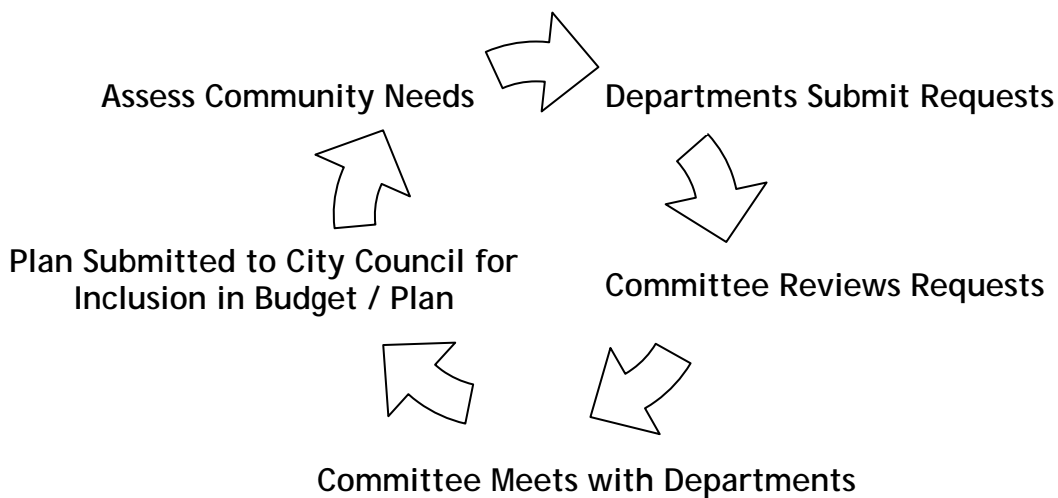 Assess Community Needs
Departments Submit Requests
Committee Reviews Requests
Committee Meets with Departments
Plan Submitted to City Council for
Inclusion in Budget / Plan